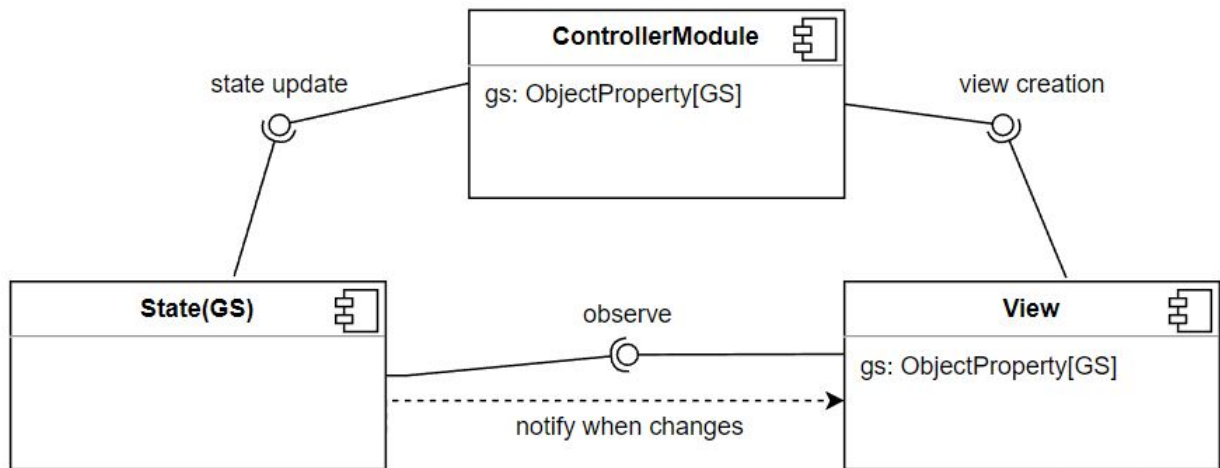 ControllerModule
state update
gs: ObjectProperty[GS]
view creation
State(GS)
observe
View
gs: ObjectProperty[GS]
notify when changes